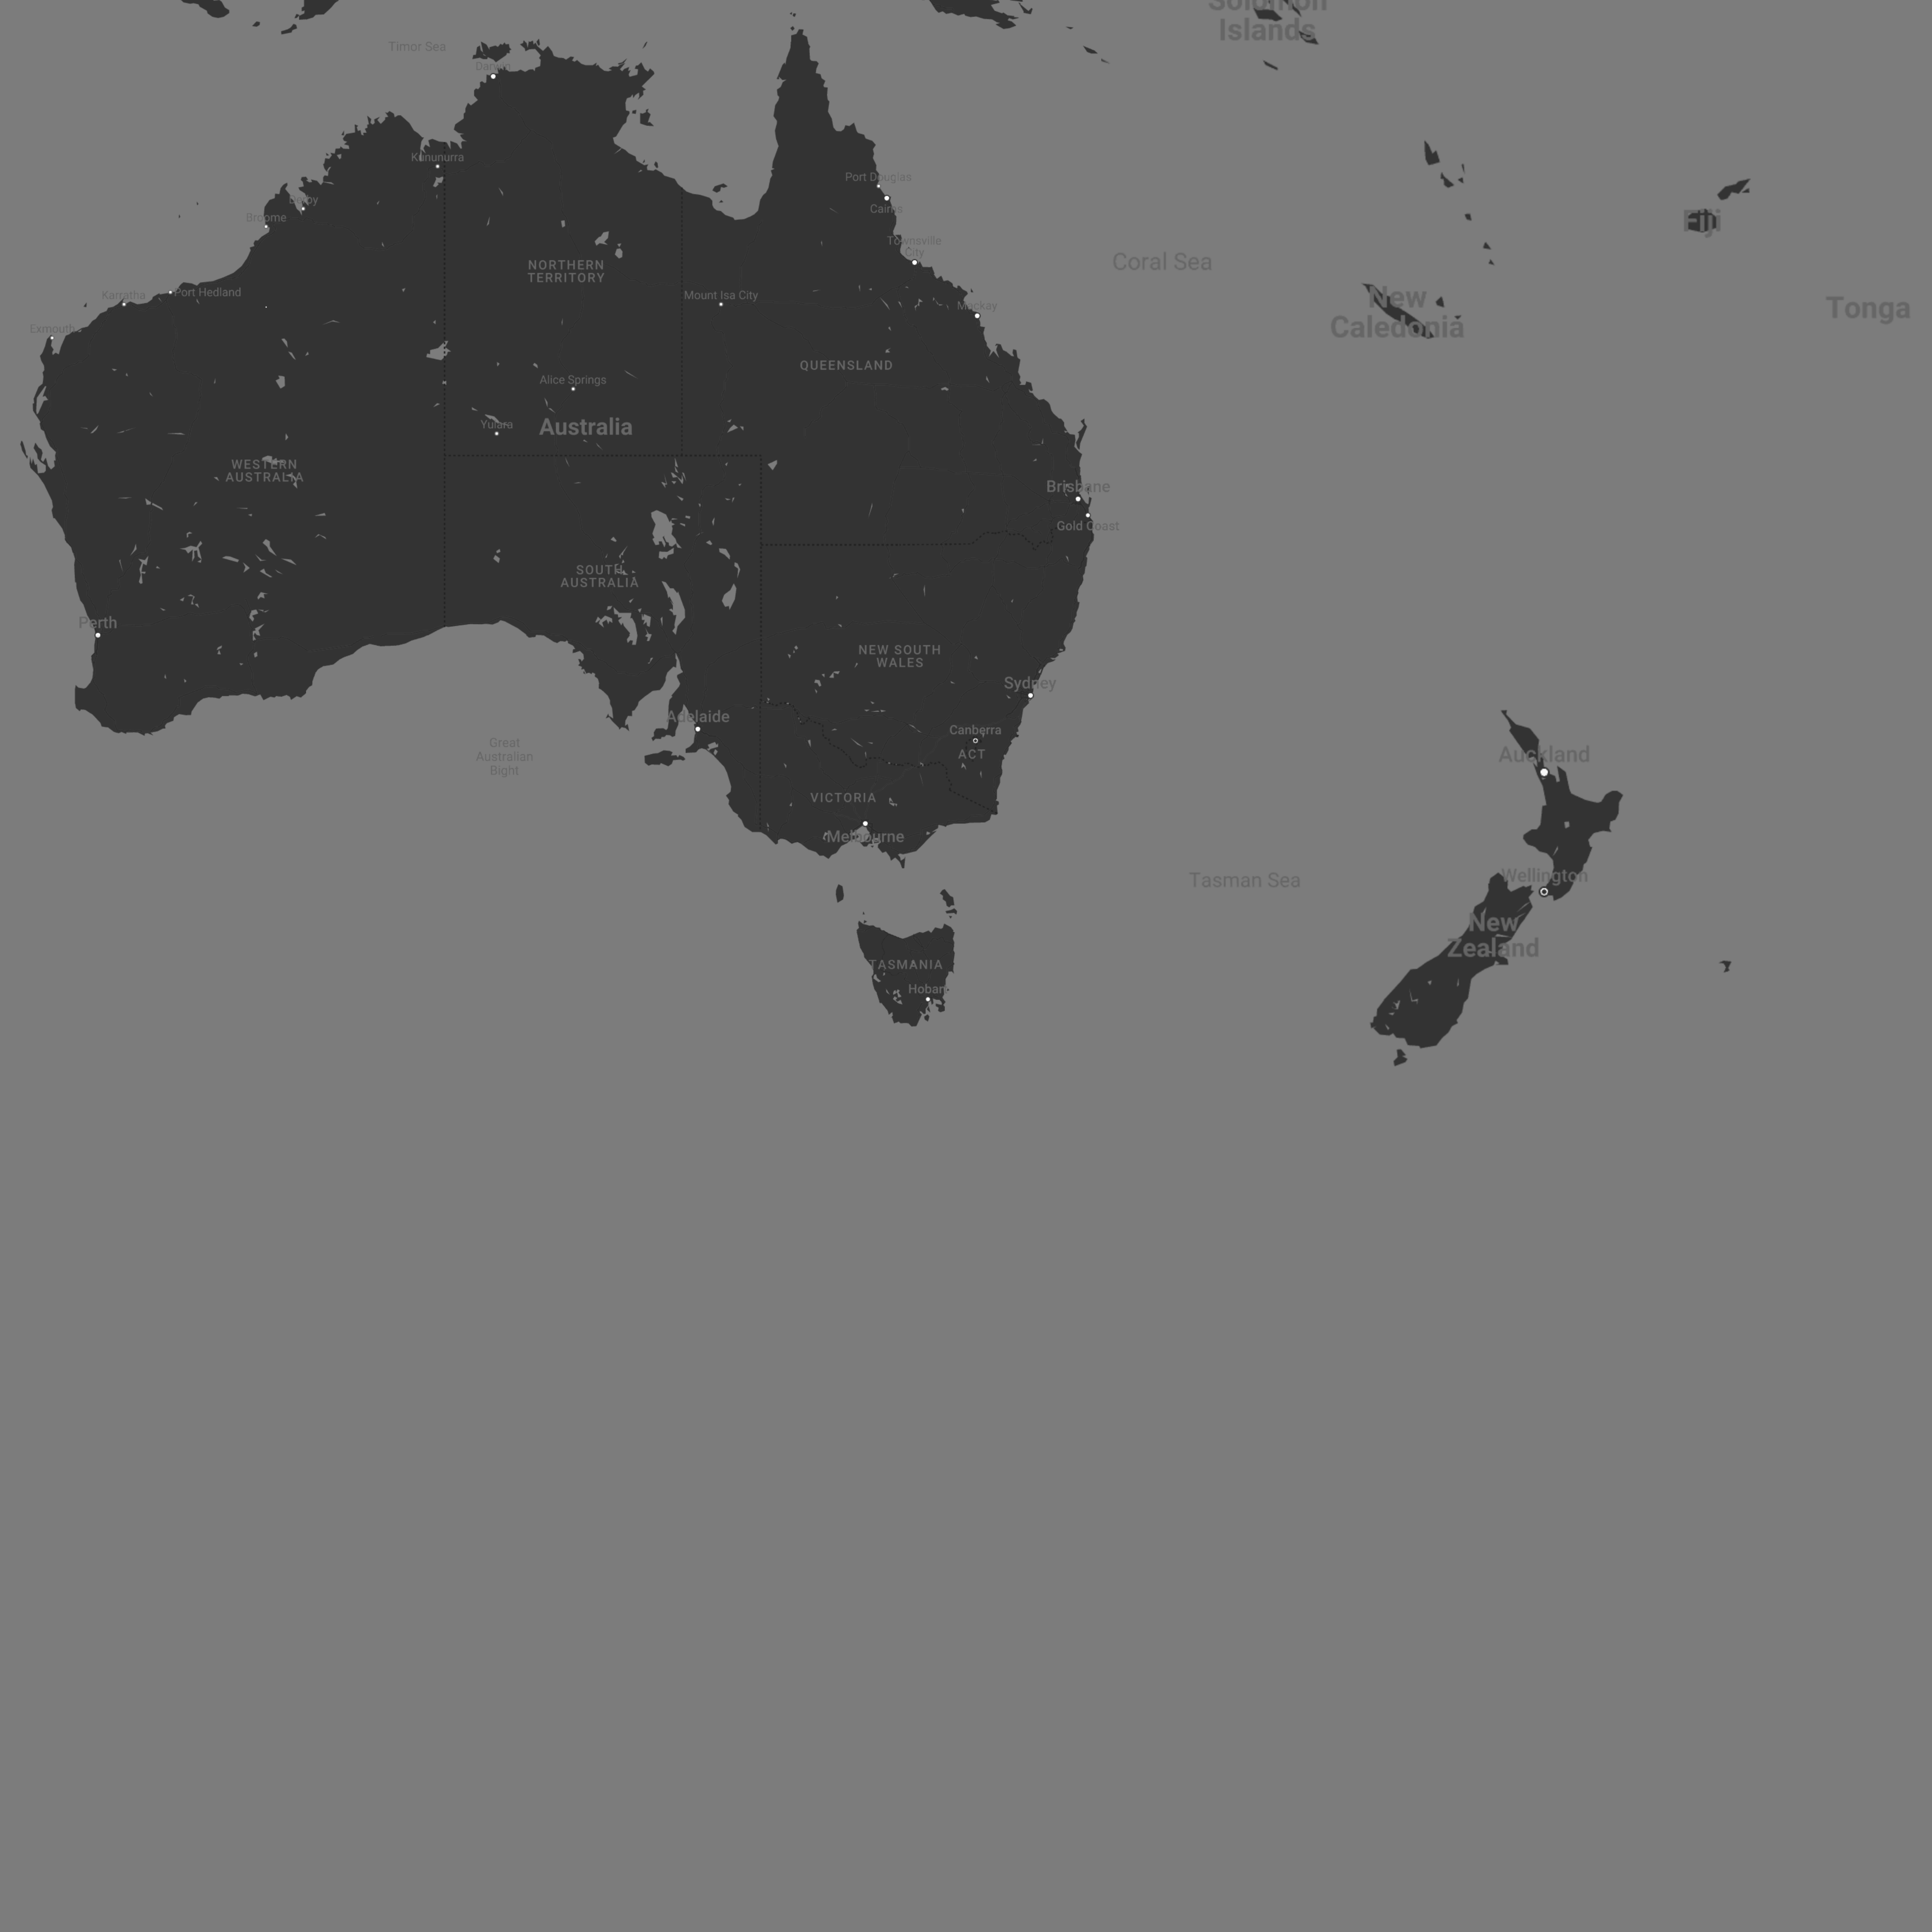 Solomon
Islands
Timor Sea
Darwin
Kununurra
Port Douglas
Derby
Cairns
Broome
Fiji
Townsville
City
Coral Sea
NORTHERN
TERRITORY
Karratha
Port Hedland
Mount Isa City
Mackay
New
Caledonia
Tonga
Exmouth
QUEENSLAND
Alice Springs
Yulara
Australia
WESTERN
AUSTRALIA
Brisbane
Gold Coast
SOUTH
AUSTRALIA
Perth
NEW SOUTH
WALES
Sydney
Adelaide
Canberra
ACT
Great
Australian
Bight
Auckland
VICTORIA
Melbourne
Tasman Sea
Wellington
New
Zealand
TASMANIA
Hobart